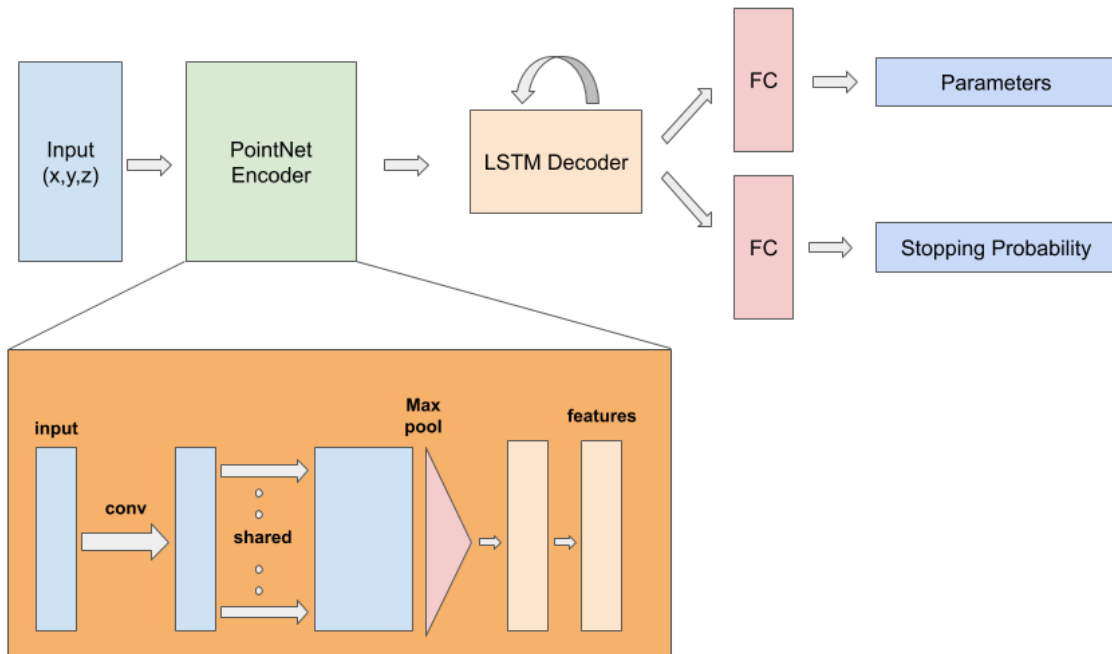 Input
(x,y,z)
PointNet
Encoder
LSTM Decoder
FC
Parameters
FC
Stopping Probability
input
conv
shared
Max
pool
features